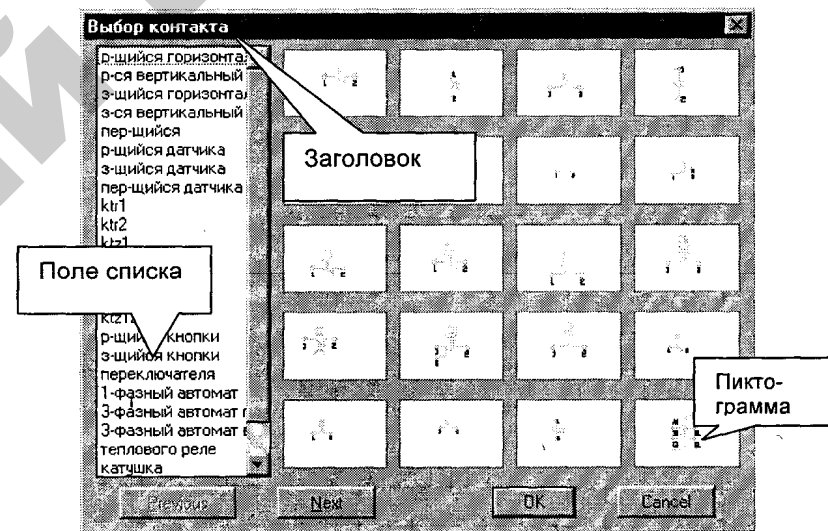 Выбор контакта
р-щийся горизонта
р-ся вертикальный
з-щийся горизонта
з-ся вертикальный
пер-щийся
р-щийся датчика
з-щийся датчика
пер-щийся датчика
ktr1
ktr2
ktz1
Заголовок
Поле списка
кнопки
з-щийся кнопки
переключателя
1-фазный автомат
3-фазный автомат
3-фазный автомат
теплового реле
катушка
Пикто-
грамма
Previous
Next
OK
Cancel